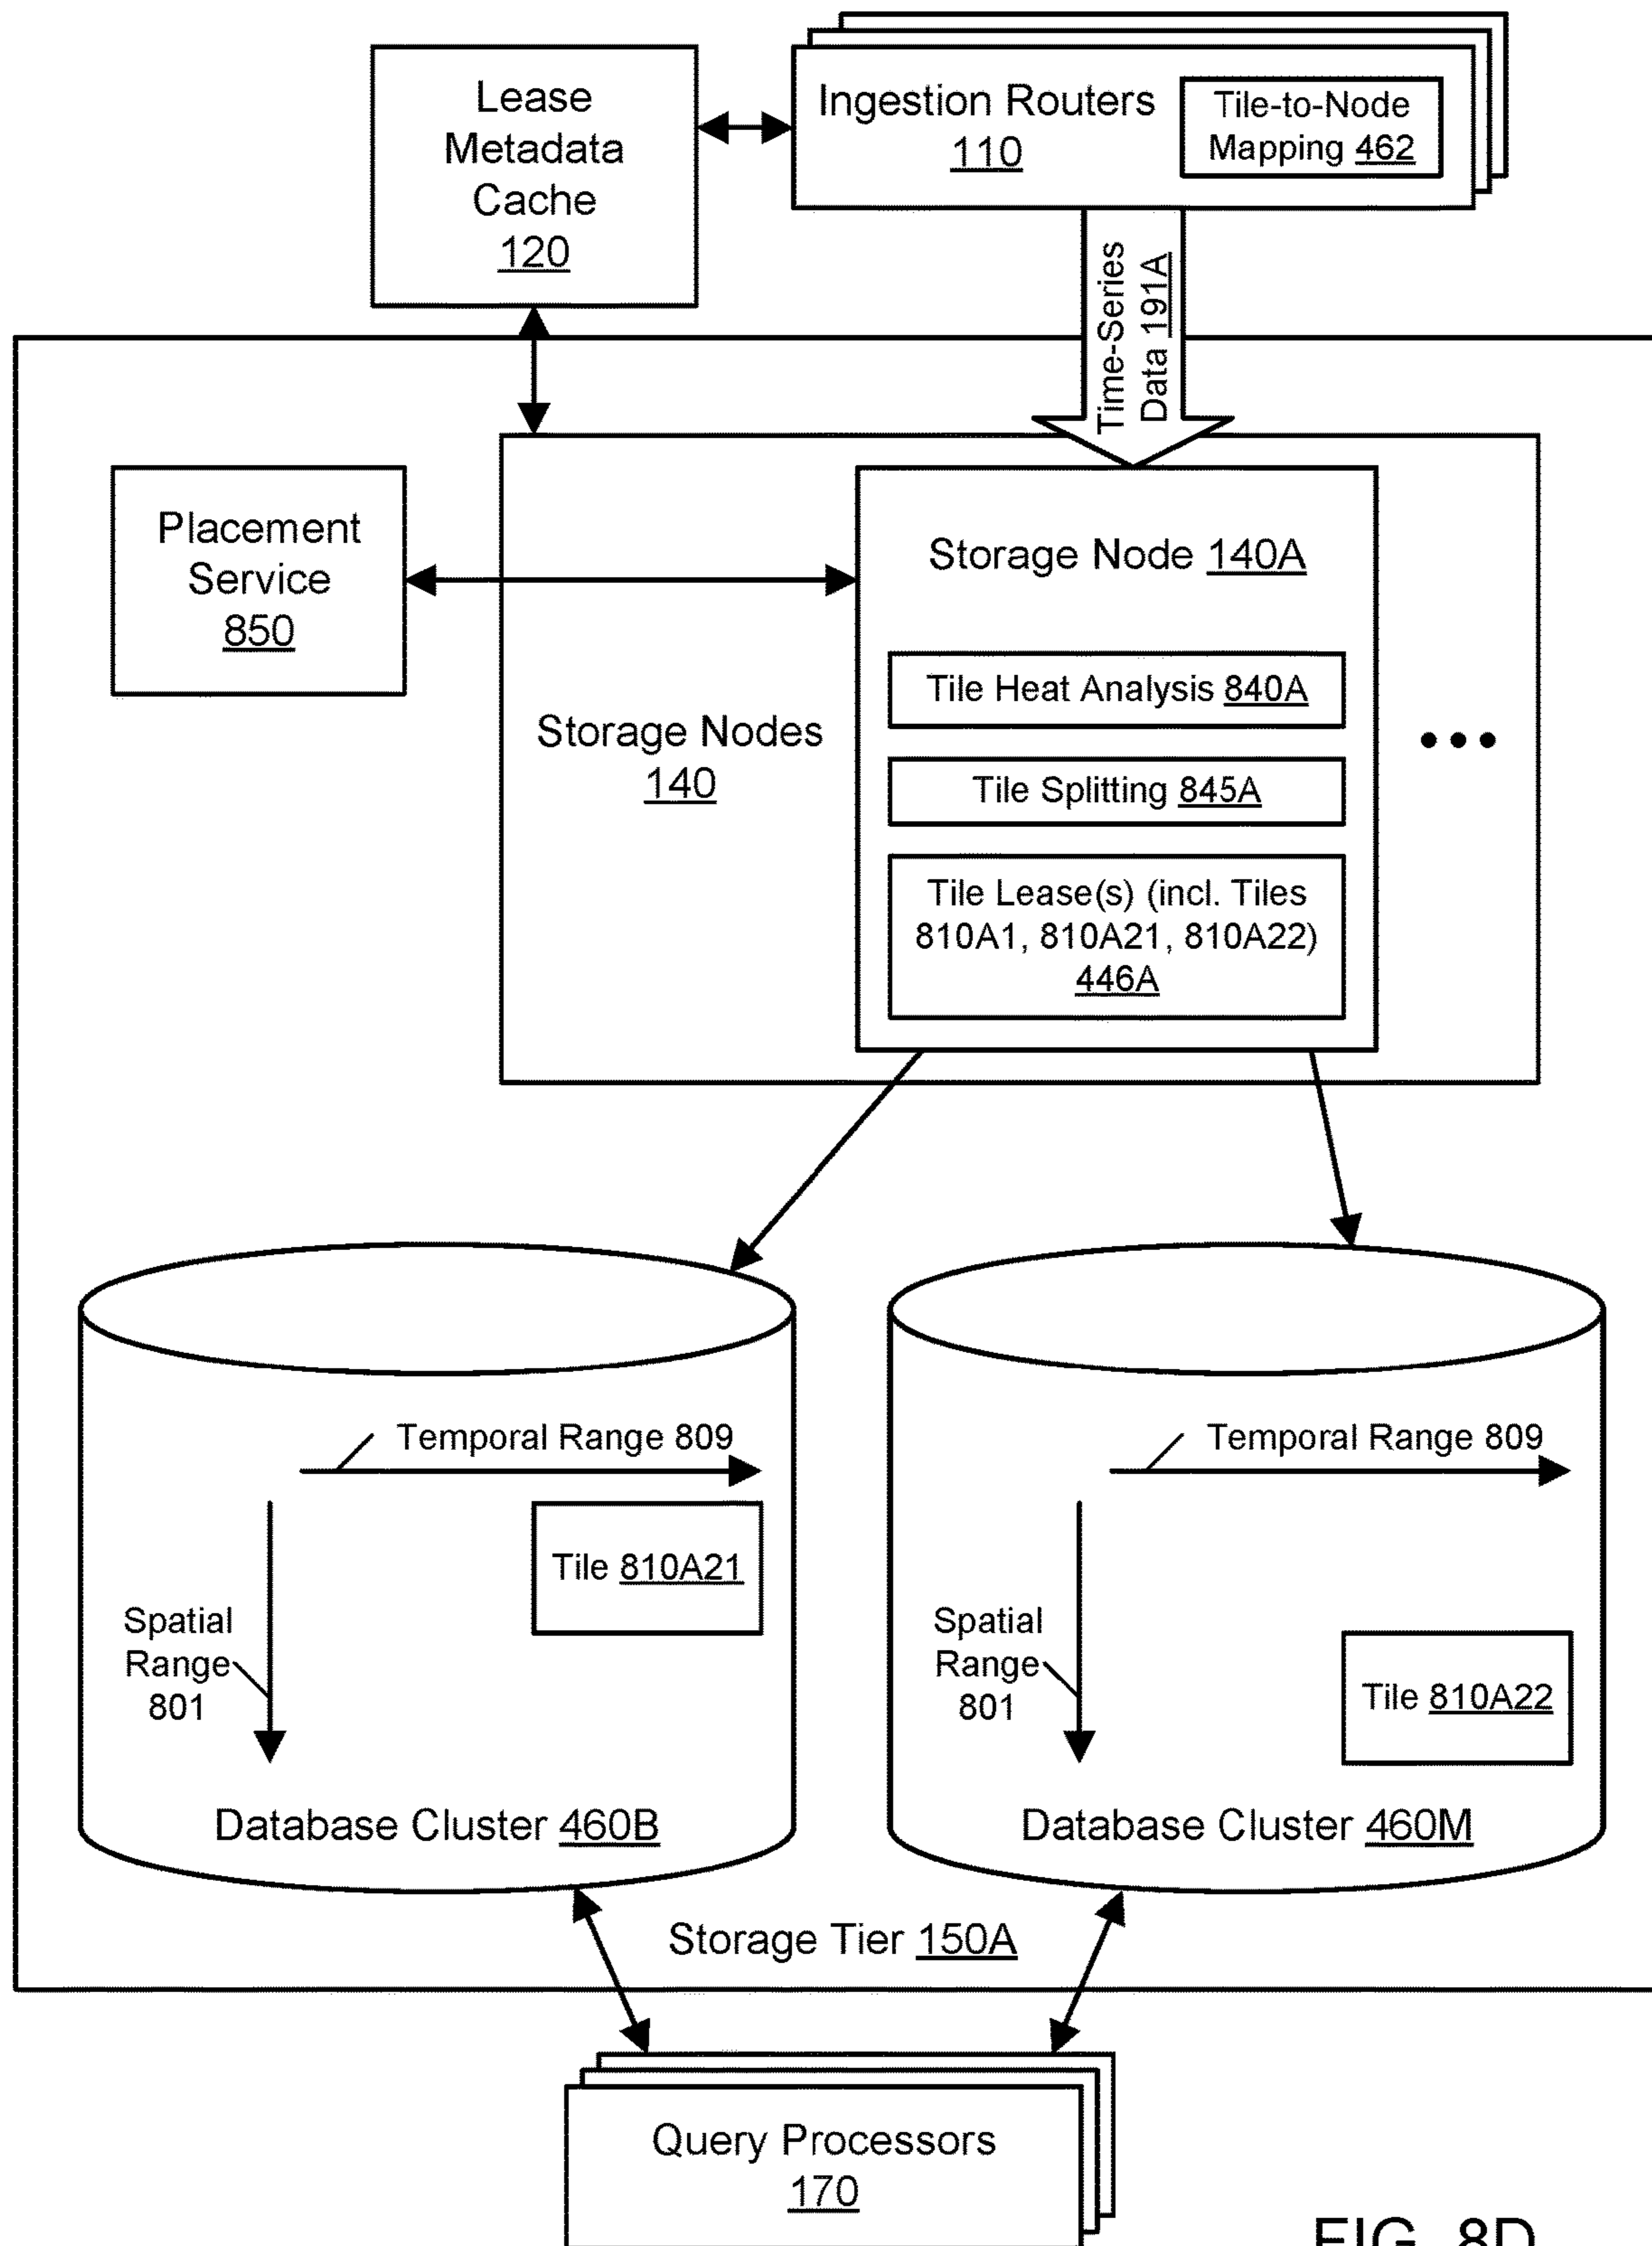 Lease
Metadata
Cache
120
Ingestion Routers
110
Tile-to-Node
Mapping 462
Time-Series
Data 191A
Placement
Service
850
Storage Nodes
140
Storage Node 140A
Tile Heat Analysis 840A
Tile Splitting 845A
Tile Lease(s) (incl. Tiles
810A1, 810A21, 810A22)
446A
Temporal Range 809
Tile 810A21
Spatial
Range
801
Database Cluster 460B
Temporal Range 809
Spatial
Range
801
Tile 810A22
Database Cluster 460M
Storage Tier 150A
Query Processors
170
FIG. 8D